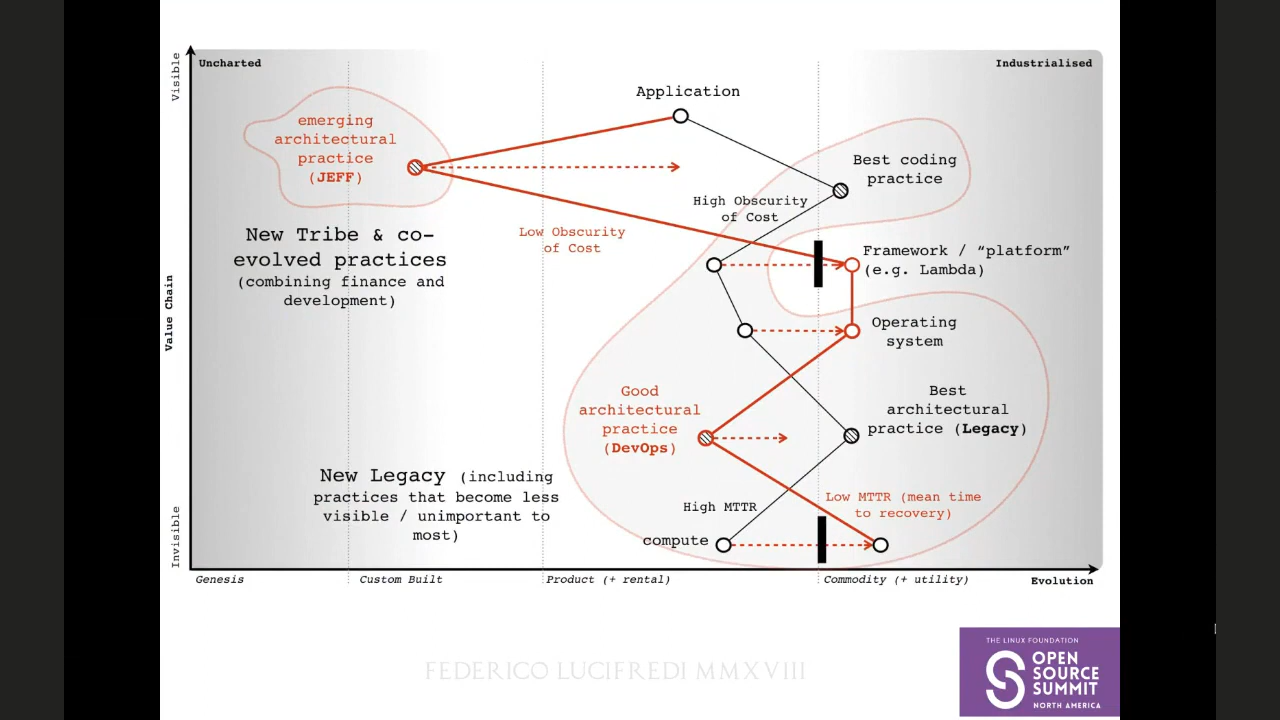 Visible
Uncharted
Industrialised
Application
emerging
architectural
practice
(JEFF)
Best coding
practice
High Obscurity
of Cost
Low Obscurity
of Cost
New Tribe & co-
evolved practices
(combining finance and
development)
Framework / “platform”
(e.g. Lambda)
Value Chain
Operating
system
Good
architectural
practice
(DevOps)
Best
architectural
practice (Legacy)
New Legacy (including
practices that become less
visible / unimportant to
most)
High MTTR
Low MTTR (mean time
to recovery)
compute
Invisible
Genesis
Custom Built
Product (+ rental)
Commodity (+ utility)
Evolution
FEDERICO LUCIFREDI MMXVIII
THE LINUX FOUNDATION
OPEN
SOURCE
SUMMIT
NORTH AMERICA